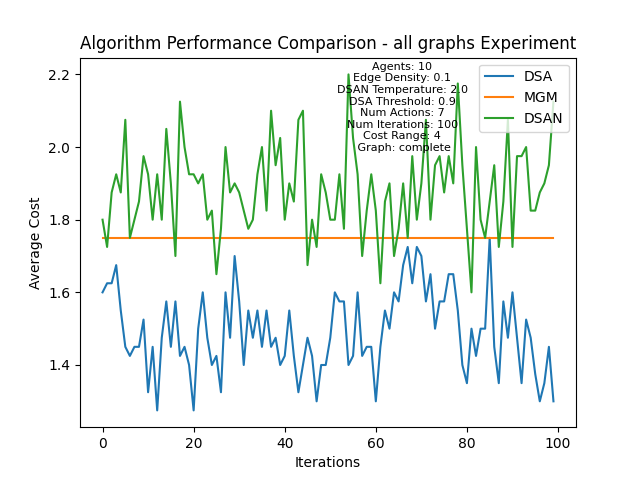 Algorithm Performance Comparison - all graphs Experiment
Agents: 10
Edge Density: 0.1
DSAN Temperature: 2.0
DSA Threshold: 0.9
Num Actions: 7
Num Iterations: 100
Cost Range: 4
Graph: complete
DSA
MGM
DSAN
Average Cost
2.2
2.0
1.8
1.6
1.4
0
20
40
60
80
100
Iterations